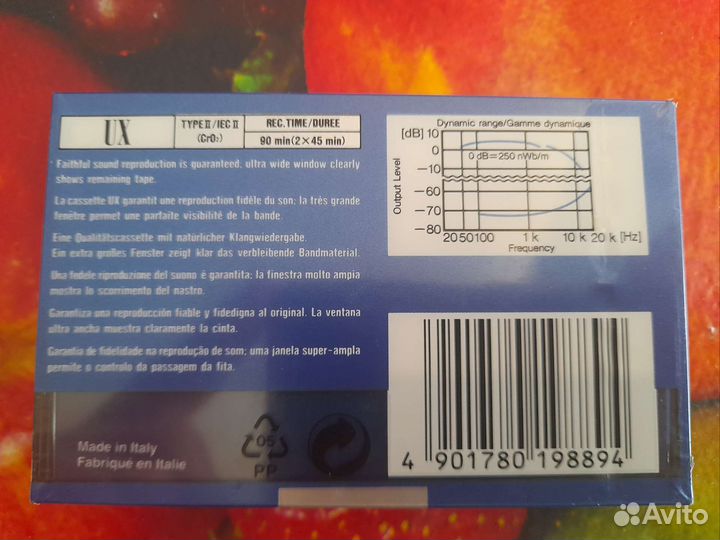 UX
TYPE II/IEC II
(CrO₂)
REC.TIME/DUREE
90 min(2×45 min)
Faithful sound reproduction is guaranteed; ultra wide window clearly
shows remaining tape.
La cassette UX garantit une reproduction fidèle du son; la très grande
fenêtre permet une parfaite visibilité de la bande.
Eine Qualitätscassette mit natürlicher Klangwiedergabe.
Ein extra großes Fenster zeigt klar das verbleibende Bandmaterial.
Una fedele riproduzione del suono è garantita; la finestra molto ampia
mostra lo scorrimento del nastro.
Garantiza una reproducción fiable y fidedigna al original. La ventana
ultra ancha muestra claramente la cinta.
Garantia de fidelidade na reprodução de som; uma janela super-ampla
permite o controlo da passagem da fita.
Made in Italy
Fabriqué en Italie
05
PP
Dynamic range/Gamme dynamique
[dB] 10
0
-10
-60
-70
-80
Output Level
0 dB=250 nWb/m
20 50 100 1 k 10 k 20 k [Hz]
Frequency
4 901780 198894
Avito